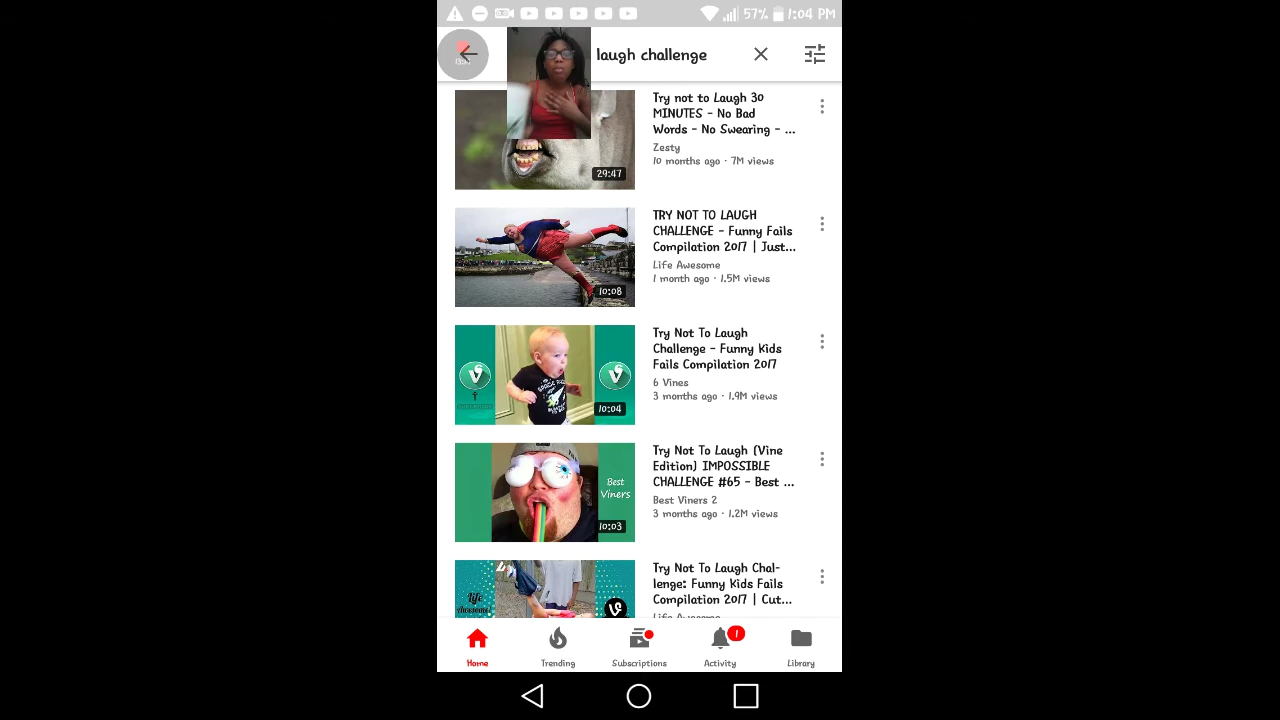 57% 1:04 PM
laugh challenge
Try not to Laugh 30
MINUTES - No Bad
Words - No Swearing - ...
Zesty
10 months ago · 7M views
29:47
TRY NOT TO LAUGH
CHALLENGE - Funny Fails
Compilation 2017 | Just...
Life Awesome
1 month ago · 1.5M views
10:08
Try Not To Laugh
Challenge - Funny Kids
Fails Compilation 2017
6 Vines
3 months ago · 1.9M views
10:04
Try Not To Laugh (Vine
Edition) IMPOSSIBLE
CHALLENGE #65 - Best ...
Best Viners 2
3 months ago · 1.2M views
Best
Viners
10:03
Try Not To Laugh Chal-
lenge: Funny Kids Fails
Compilation 2017 | Cut...
Life Awesome
Life
Awesome
1
Home Trending Subscriptions Activity Library